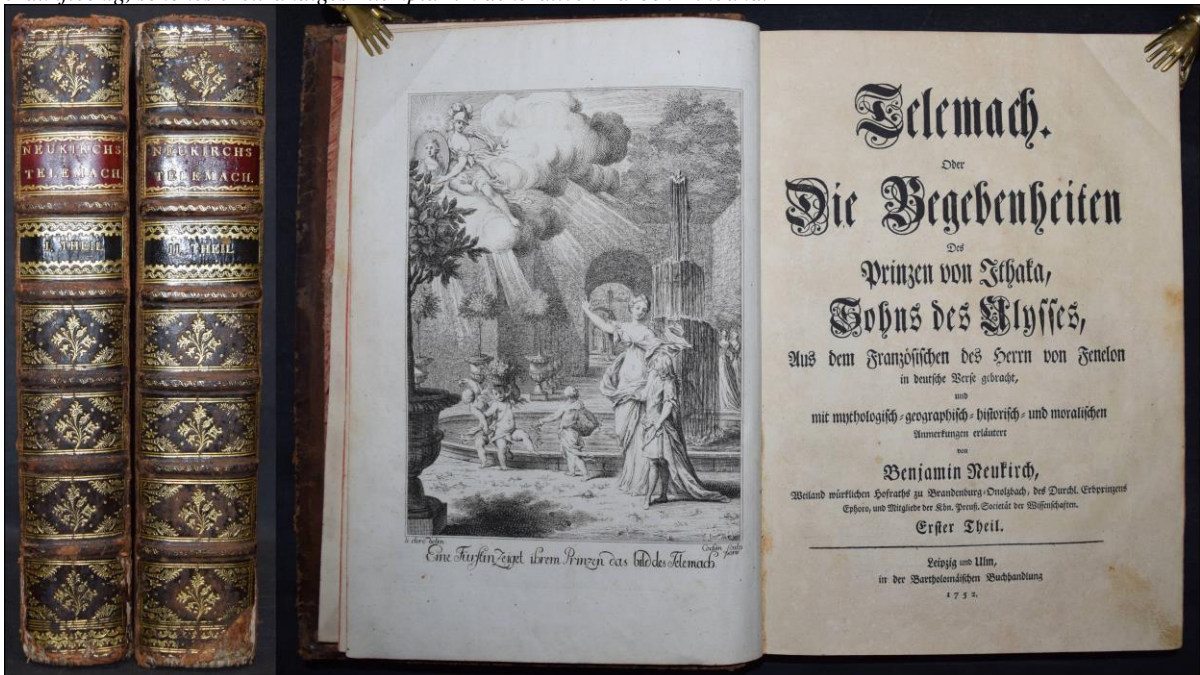 NEUKIRCHS
TELEMACH.
I. THEIL
NEUKIRCHS
TELEMACH.
II. THEIL
Eine Fürstin Zeiget ihrem Prinzen das bild des Telemach
Telemach.
Oder
Die Begebenheiten
Des
Prinzen von Ithaka,
Sohns des Ulysses,
Aus dem Französischen des Herrn von Fenelon
in deutsche Verse gebracht,
und
mit mythologisch-geographisch-historisch- und moralischen
Anmerkungen erläutert
von
Benjamin Neukirch,
Weiland würklichen Hofraths zu Brandenburg-Onolzbach, des Durchl. Erbprinzens
Ephoro, und Mitgliede der Kön. Preuß. Societät der Wissenschaften.
Erster Theil.
Leipzig und Ulm,
in der Bartholomäischen Buchhandlung